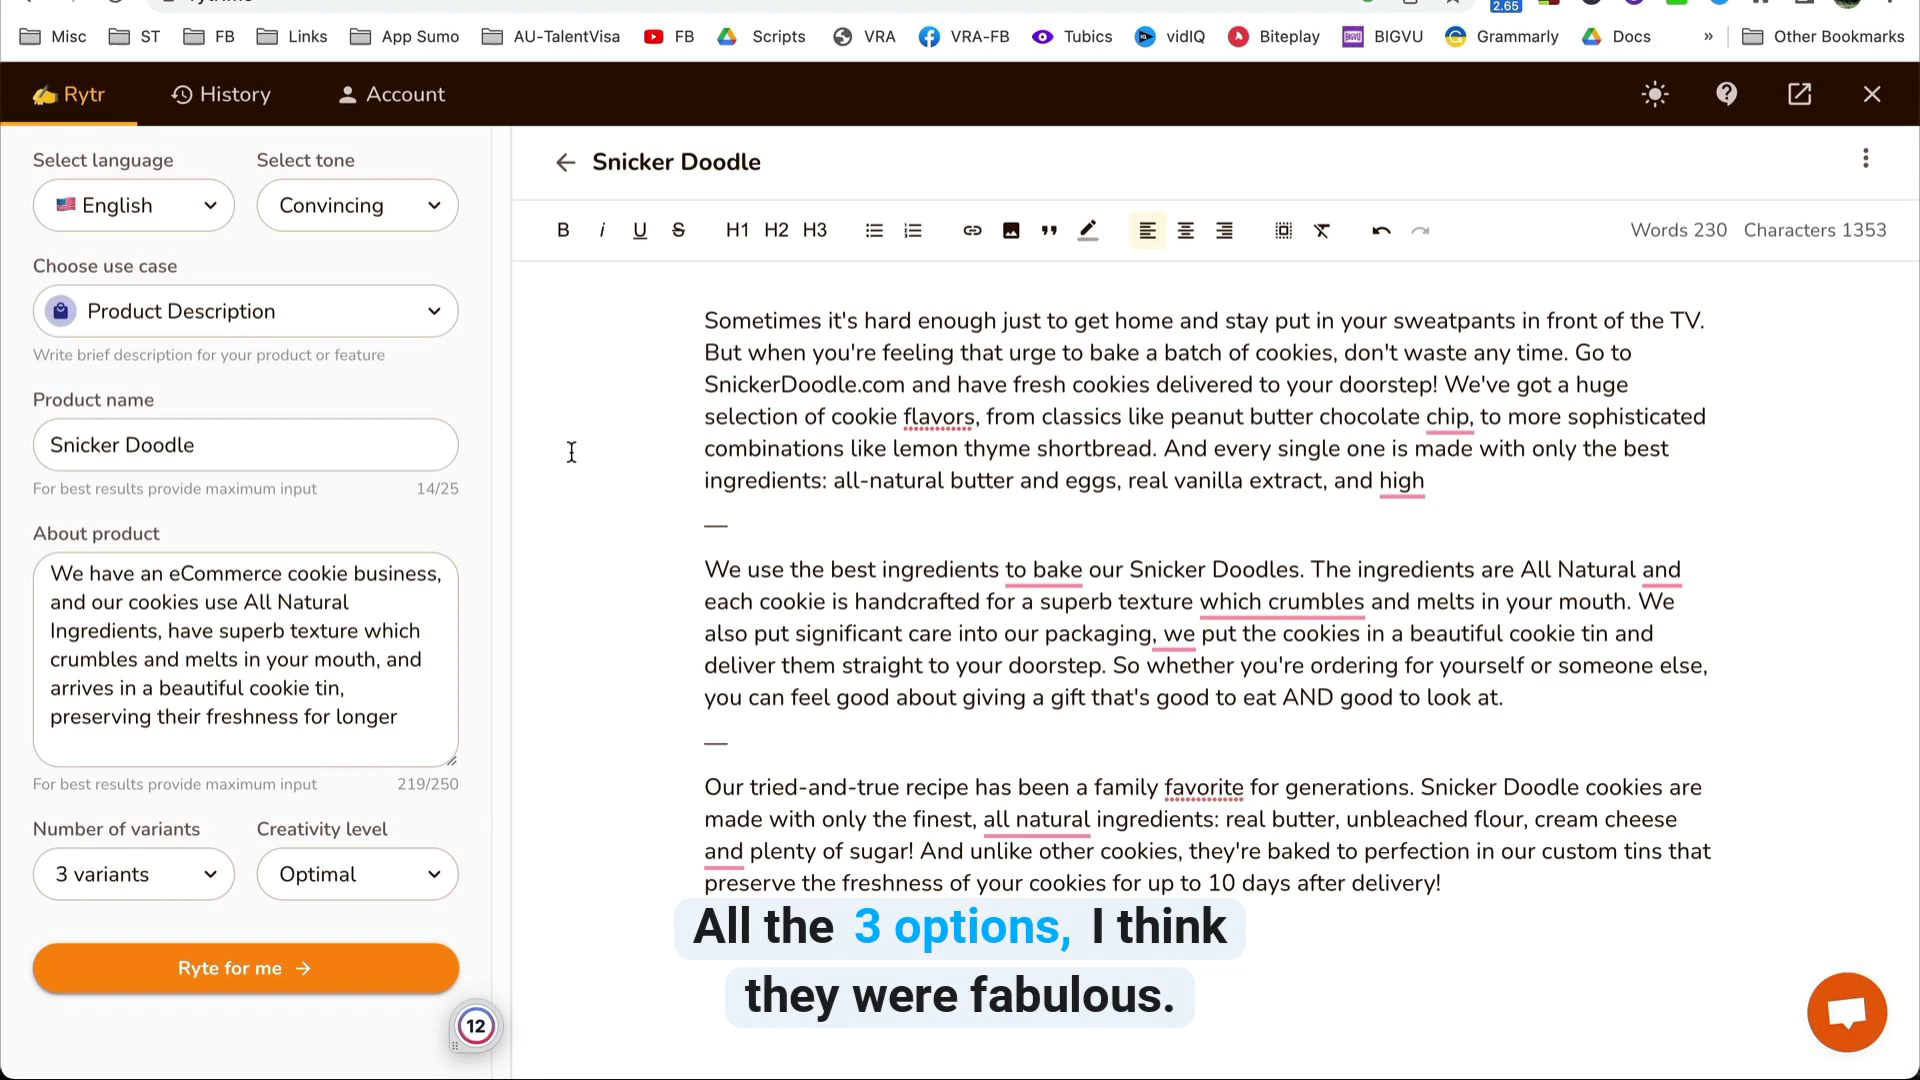 2.65
Misc ST FB Links App Sumo AU-TalentVisa FB Scripts VRA VRA-FB Tubics vidIQ Biteplay BIGVU Grammarly Docs » Other Bookmarks
Rytr History Account
Select language Select tone
English Convincing
Choose use case
Product Description
Write brief description for your product or feature
Product name
Snicker Doodle
For best results provide maximum input 14/25
About product
We have an eCommerce cookie business,
and our cookies use All Natural
Ingredients, have superb texture which
crumbles and melts in your mouth, and
arrives in a beautiful cookie tin,
preserving their freshness for longer
For best results provide maximum input 219/250
Number of variants Creativity level
3 variants Optimal
Ryte for me →
12
Snicker Doodle
B i U S H1 H2 H3 Words 230 Characters 1353
Sometimes it's hard enough just to get home and stay put in your sweatpants in front of the TV.
But when you're feeling that urge to bake a batch of cookies, don't waste any time. Go to
SnickerDoodle.com and have fresh cookies delivered to your doorstep! We've got a huge
selection of cookie flavors, from classics like peanut butter chocolate chip, to more sophisticated
combinations like lemon thyme shortbread. And every single one is made with only the best
ingredients: all-natural butter and eggs, real vanilla extract, and high
—
We use the best ingredients to bake our Snicker Doodles. The ingredients are All Natural and
each cookie is handcrafted for a superb texture which crumbles and melts in your mouth. We
also put significant care into our packaging, we put the cookies in a beautiful cookie tin and
deliver them straight to your doorstep. So whether you're ordering for yourself or someone else,
you can feel good about giving a gift that's good to eat AND good to look at.
—
Our tried-and-true recipe has been a family favorite for generations. Snicker Doodle cookies are
made with only the finest, all natural ingredients: real butter, unbleached flour, cream cheese
and plenty of sugar! And unlike other cookies, they're baked to perfection in our custom tins that
preserve the freshness of your cookies for up to 10 days after delivery!
All the 3 options, I think
they were fabulous.